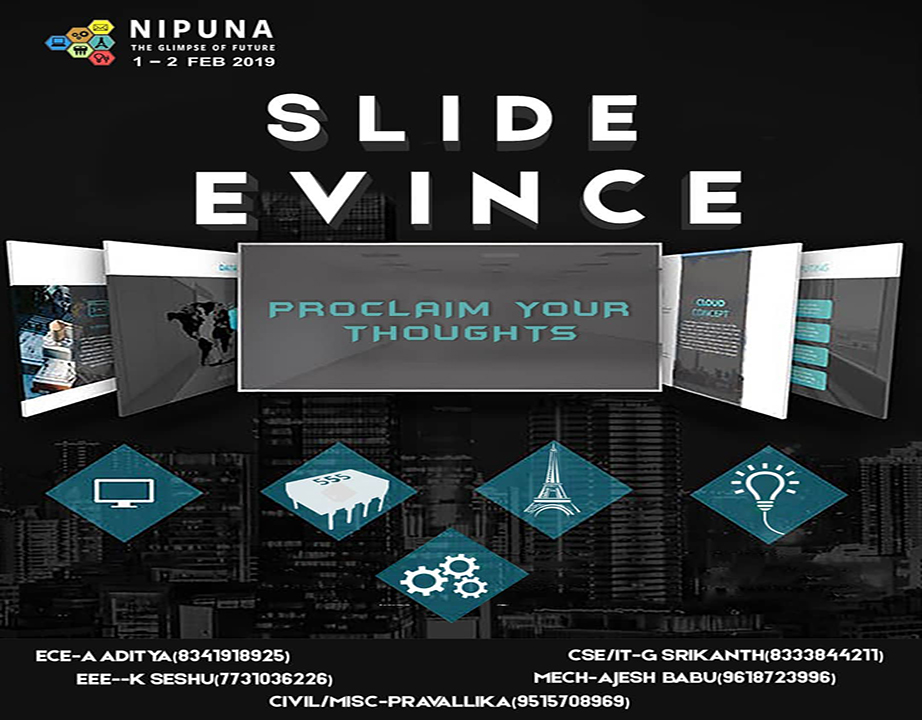 NIPUNA
THE GLIMPSE OF FUTURE
1 – 2 FEB 2019
SLIDE
EVINCE
DATA
PROCLAIM YOUR
THOUGHTS
CLOUD
CONCEPT
555
ECE-A ADITYA(8341918925)
CSE/IT-G SRIKANTH(8333844211)
EEE--K SESHU(7731036226)
MECH-AJESH BABU(9618723996)
CIVIL/MISC-PRAVALLIKA(9515708969)